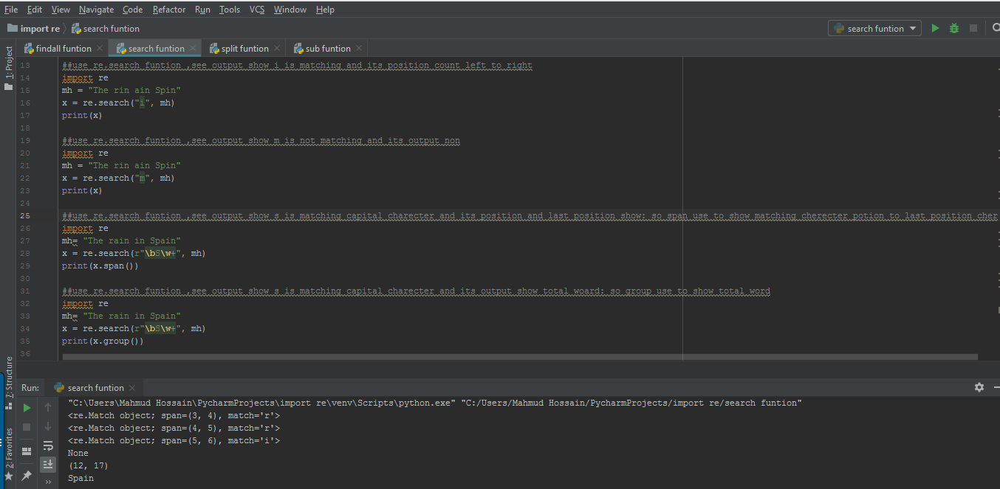 File Edit View Navigate Code Refactor Run Tools VCS Window Help
import re search funtion search funtion
findall funtion search funtion split funtion sub funtion
1: Project
13 ##use re.search funtion ,see output show i is matching and its position count left to right
14 import re
15 mh = "The rin ain Spin"
16 x = re.search("i", mh)
17 print(x)
18
19 ##use re.search funtion ,see output show m is not matching and its output non
20 import re
21 mh = "The rin ain Spin"
22 x = re.search("m", mh)
23 print(x)
24
25 ##use re.search funtion ,see output show s is matching capital charecter and its position and last position show: so span use to show matching cherecter potion to last position cher
26 import re
27 mh= "The rain in Spain"
28 x = re.search(r"\bS\w+", mh)
29 print(x.span())
30
31 ##use re.search funtion ,see output show s is matching capital charecter and its output show total woard: so group use to show total word
32 import re
33 mh= "The rain in Spain"
34 x = re.search(r"\bS\w+", mh)
35 print(x.group())
36
7: Structure
2: Favorites
Run: search funtion
"C:\Users\Mahmud Hossain\PycharmProjects\import re\venv\Scripts\python.exe" "C:/Users/Mahmud Hossain/PycharmProjects/import re/search funtion"
<re.Match object; span=(3, 4), match='r'>
<re.Match object; span=(4, 5), match='r'>
<re.Match object; span=(5, 6), match='i'>
None
(12, 17)
Spain